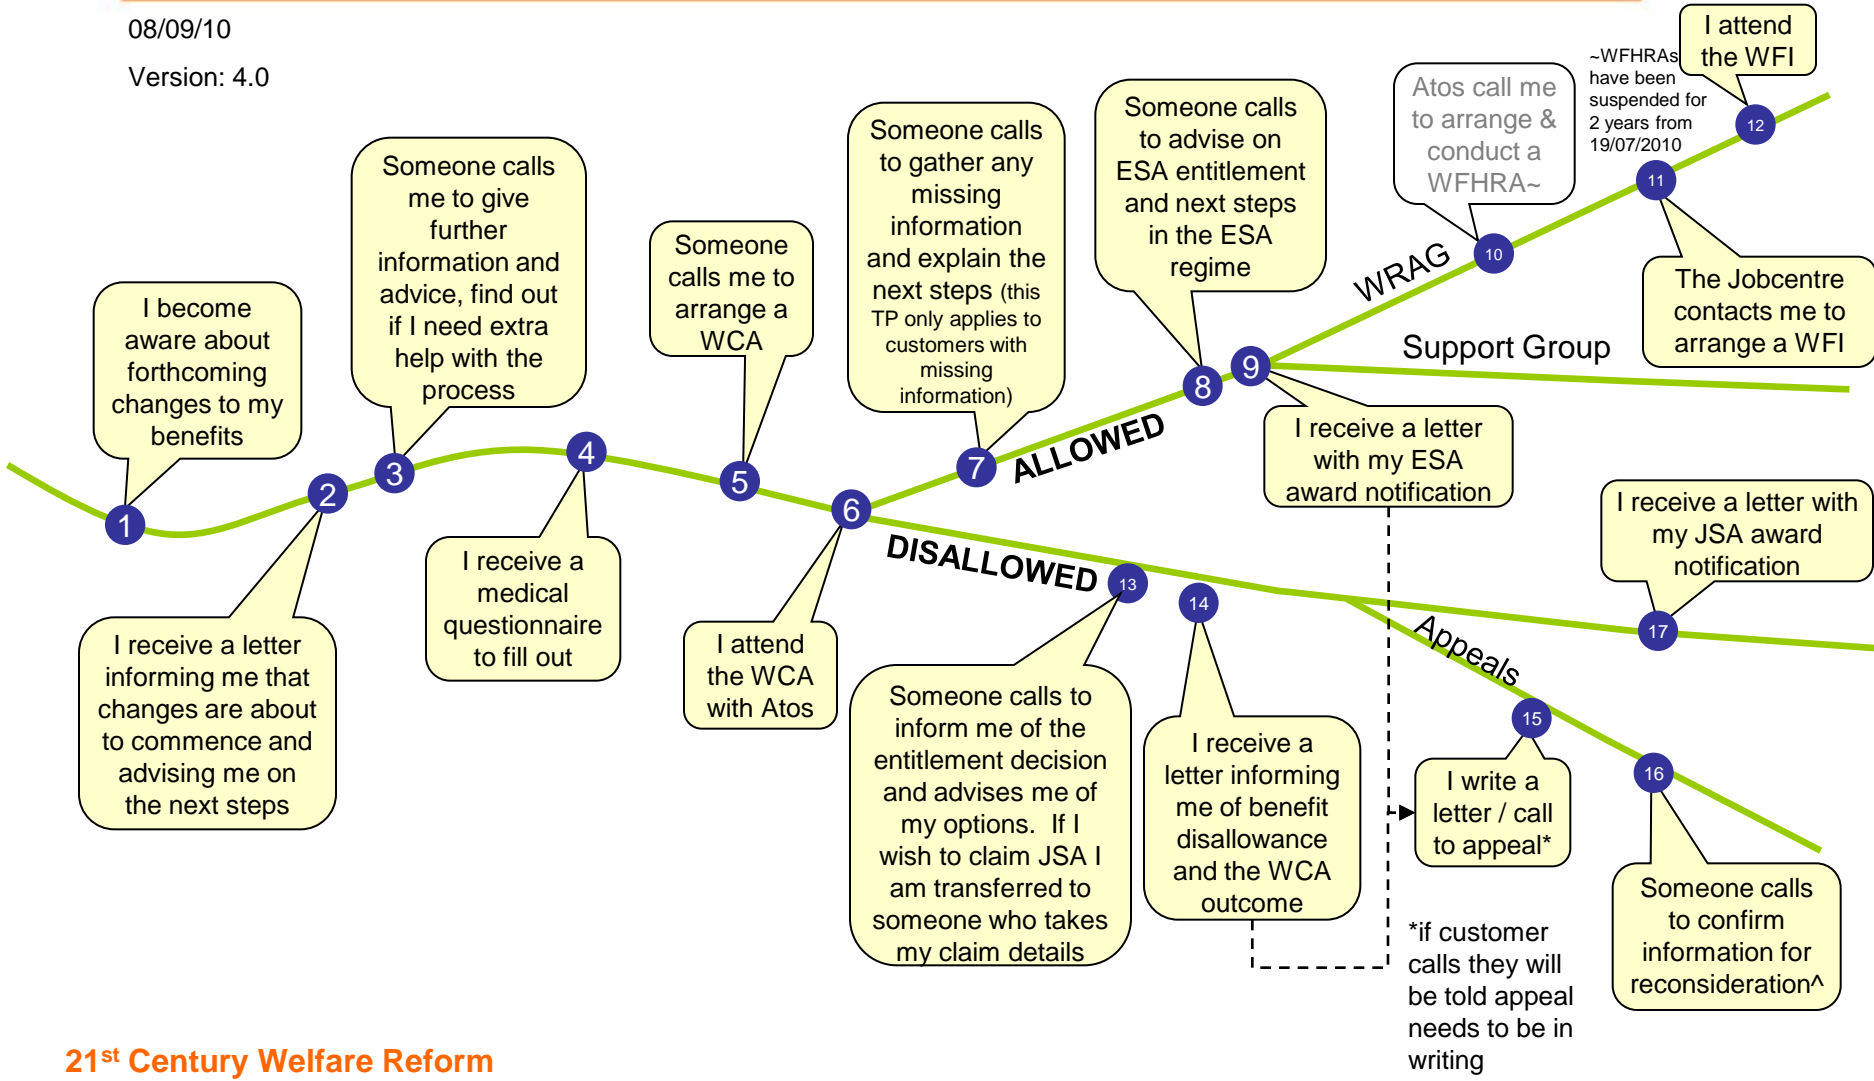 08/09/10
Version: 4.0
I become
aware about
forthcoming
changes to my
benefits
1
I receive a letter
informing me that
changes are about
to commence and
advising me on
the next steps
2
Someone calls
me to give
further
information and
advice, find out
if I need extra
help with the
process
3
4
I receive a
medical
questionnaire
to fill out
Someone
calls me to
arrange a
WCA
5
6
I attend
the WCA
with Atos
Someone calls
to gather any
missing
information
and explain the
next steps (this
TP only applies to
customers with
missing
information)
7
ALLOWED
Someone calls
to advise on
ESA entitlement
and next steps
in the ESA
regime
8
9
I receive a letter
with my ESA
award notification
WRAG
Support Group
Atos call me
to arrange &
conduct a
WFHRA~
10
~WFHRAs
have been
suspended for
2 years from
19/07/2010
11
The Jobcentre
contacts me to
arrange a WFI
I attend
the WFI
12
DISALLOWED
13
Someone calls to
inform me of the
entitlement decision
and advises me of
my options. If I
wish to claim JSA I
am transferred to
someone who takes
my claim details
14
I receive a
letter informing
me of benefit
disallowance
and the WCA
outcome
Appeals
15
I write a
letter / call
to appeal*
*if customer
calls they will
be told appeal
needs to be in
writing
16
Someone calls
to confirm
information for
reconsideration^
I receive a letter with
my JSA award
notification
17
21st Century Welfare Reform